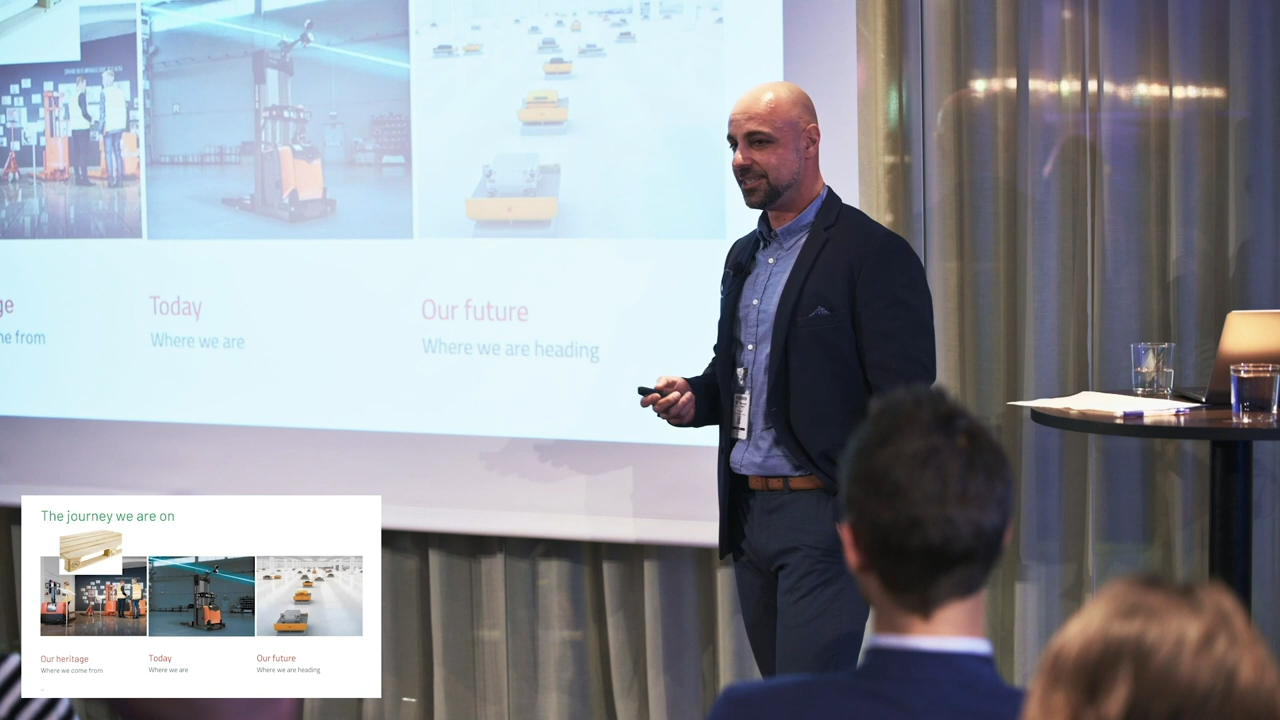 ge
me from
Today
Where we are
Our future
Where we are heading
The journey we are on
Our heritage
Where we come from
Today
Where we are
Our future
Where we are heading